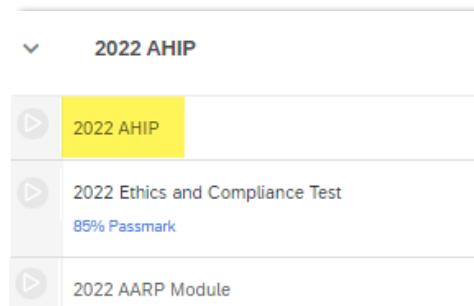 2022 AHIP
2022 AHIP
2022 Ethics and Compliance Test
85% Passmark
2022 AARP Module